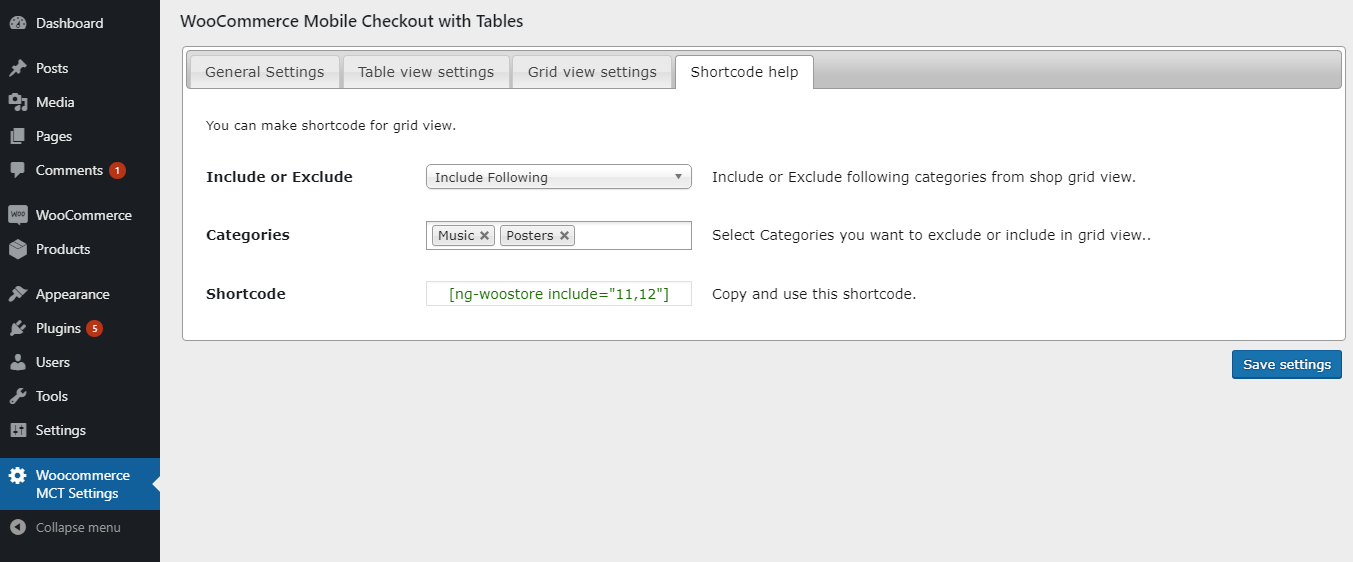 Dashboard
Posts
Media
Pages
Comments 1
WOO WooCommerce
Products
Appearance
Plugins 5
Users
Tools
Settings
Woocommerce
MCT Settings
Collapse menu
WooCommerce Mobile Checkout with Tables
General Settings Table view settings Grid view settings Shortcode help
You can make shortcode for grid view.
Include or Exclude Include Following Include or Exclude following categories from shop grid view.
Categories Music Posters Select Categories you want to exclude or include in grid view..
Shortcode [ng-woostore include="11,12"] Copy and use this shortcode.
Save settings